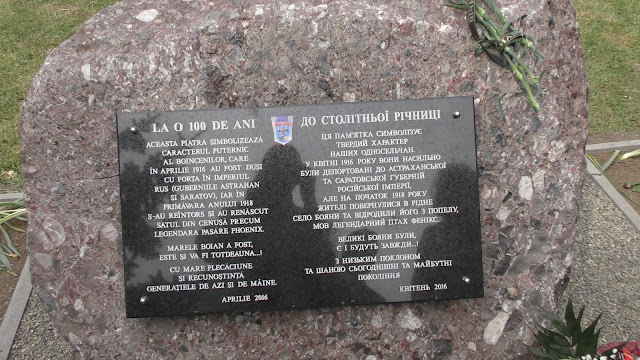 LA O 100 DE ANI
ACEASTA PIATRA SIMBOLIZEAZA
CARACTERUL PUTERNIC
AL BOINCENILOR, CARE
ÎN APRILIE 1916 AU FOST DUȘI
CU FORȚA ÎN IMPERIUL
RUS (GUBERNIILE ASTRAHAN
ȘI SARATOV), IAR ÎN
PRIMĂVARA ANULUI 1918
S-AU REÎNTORS ȘI AU RENĂSCUT
SATUL DIN CENUȘĂ PRECUM
LEGENDARA PASĂRE PHOENIX.
MARELE BOIAN A FOST,
ESTE ȘI VA FI TOTDEAUNA...!
CU MARE PLECĂCIUNE
ȘI RECUNOȘTINȚĂ
GENERAȚIILE DE AZI ȘI DE MÂINE.
APRILIE 2016
ДО СТОЛІТНЬОЇ РІЧНИЦІ
ЦЯ ПАМ'ЯТКА СИМВОЛІЗУЄ
ТВЕРДИЙ ХАРАКТЕР
НАШИХ ОДНОСЕЛЬЧАН.
У КВІТНІ 1916 РОКУ ВОНИ НАСИЛЬНО
БУЛИ ДЕПОРТОВАНІ ДО АСТРАХАНСЬКОЇ
ТА САРАТОВСЬКОЇ ГУБЕРНІЙ
РОСІЙСЬКОЇ ІМПЕРІЇ,
АЛЕ НА ПОЧАТОК 1918 РОКУ
ЖИТЕЛІ ПОВЕРНУЛИСЯ В РІДНЕ
СЕЛО БОЯНИ ТА ВІДРОДИЛИ ЙОГО З ПОПЕЛУ,
МОВ ЛЕГЕНДАРНИЙ ПТАХ ФЕНІКС.
ВЕЛИКІ БОЯНИ БУЛИ,
Є І БУДУТЬ ЗАВЖДИ...!
З НИЗЬКИМ ПОКЛОНОМ
ТА ШАНОЮ СЬОГОДНІШНІ ТА МАЙБУТНІ
ПОКОЛІННЯ
КВІТЕНЬ 2016